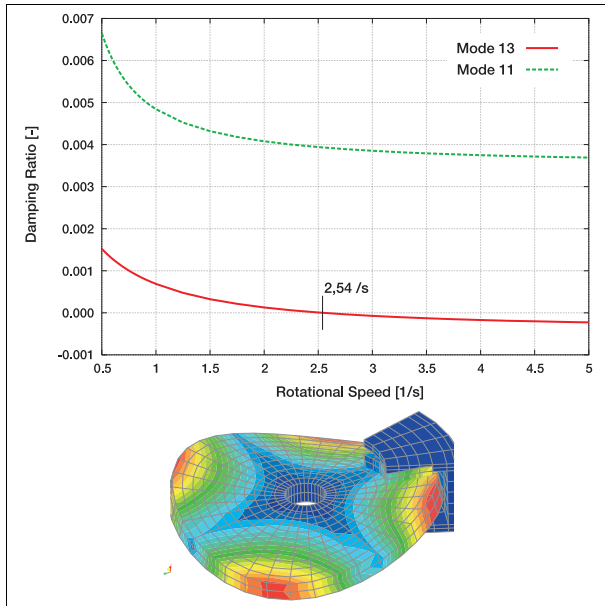 0.007
0.006
0.005
0.004
0.003
0.002
0.001
0.000
-0.001
Damping Ratio [-]
Mode 13
Mode 11
2,54 /s
0.5 1 1.5 2 2.5 3 3.5 4 4.5 5
Rotational Speed [1/s]